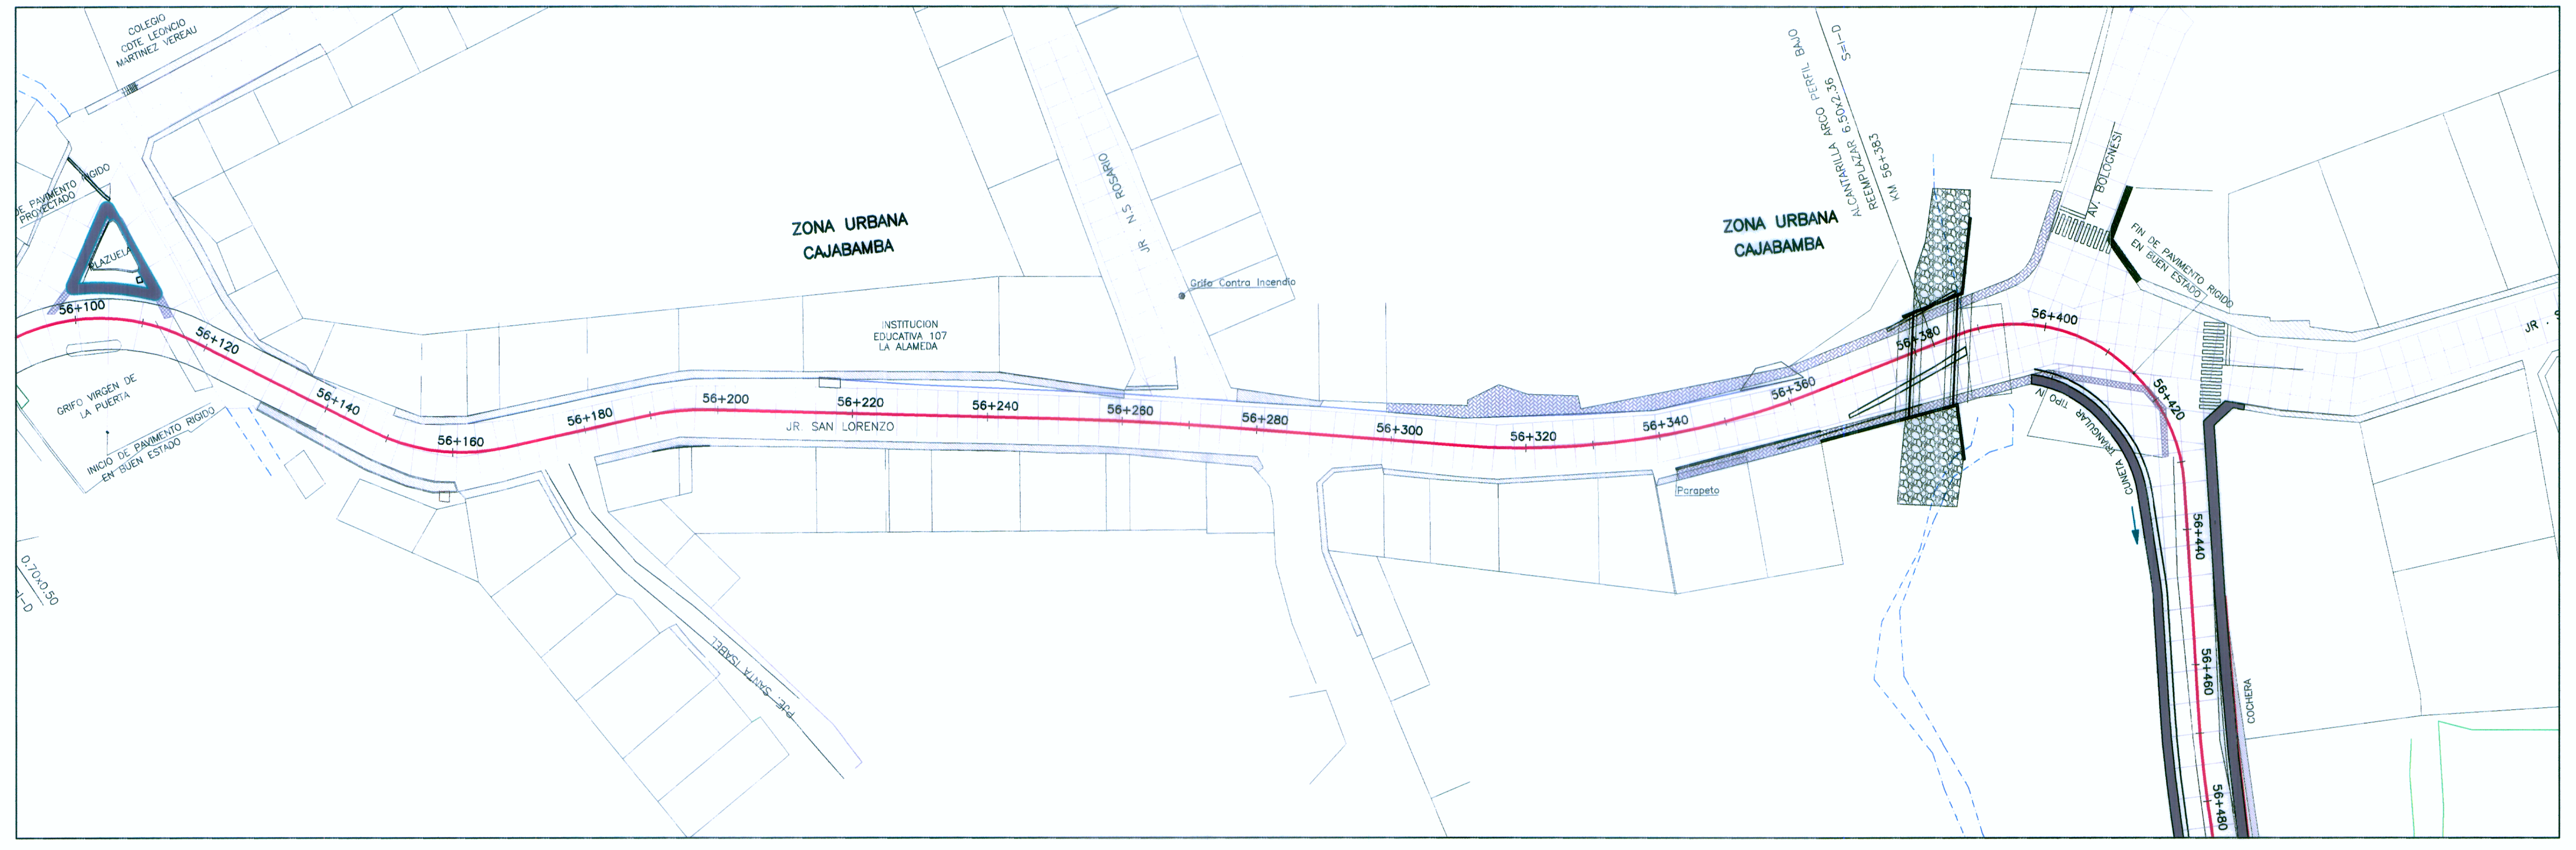 COLEGIO
CDTE LEONCIO
MARTINEZ VEREAU
DE PAVIMENTO RIGIDO
PROYECTADO
PLAZUELA
56+100
56+120
56+140
56+160
56+180
56+200
56+220
56+240
56+260
56+280
56+300
56+320
56+340
56+360
56+380
56+400
56+420
56+440
56+460
56+480
GRIFO VIRGEN DE
LA PUERTA
INICIO DE PAVIMENTO RIGIDO
EN BUEN ESTADO
0.70x0.50
I-D
ZONA URBANA
CAJABAMBA
INSTITUCION
EDUCATIVA 107
LA ALAMEDA
JR. SAN LORENZO
PJE. SANTA ISABEL
JR. N.S ROSARIO
Grifo Contra Incendio
ZONA URBANA
CAJABAMBA
ALCANTARILLA ARCO PERFIL BAJO
REEMPLAZAR 6.50x2.36 S=I-D
KM 56+383
Parapeto
AV. BOLOGNESI
FIN DE PAVIMENTO RIGIDO
EN BUEN ESTADO
JR. S
CUNETA TRIANGULAR TIPO IV
COCHERA